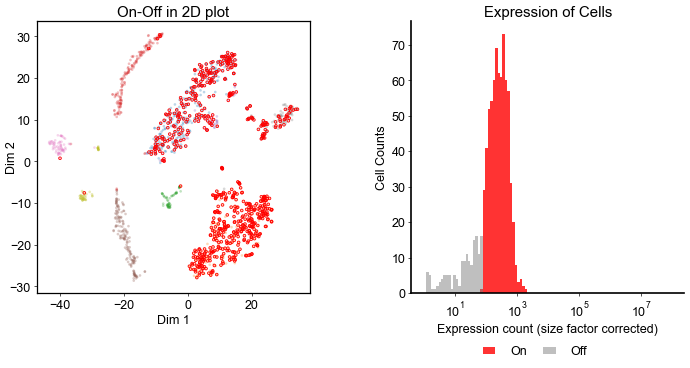 On-Off in 2D plot
Dim 2
30
20
10
0
−10
−20
−30
−40
−20
0
20
Dim 1
Expression of Cells
Cell Counts
70
60
50
40
30
20
10
0
10^1
10^3
10^5
10^7
Expression count (size factor corrected)
On
Off